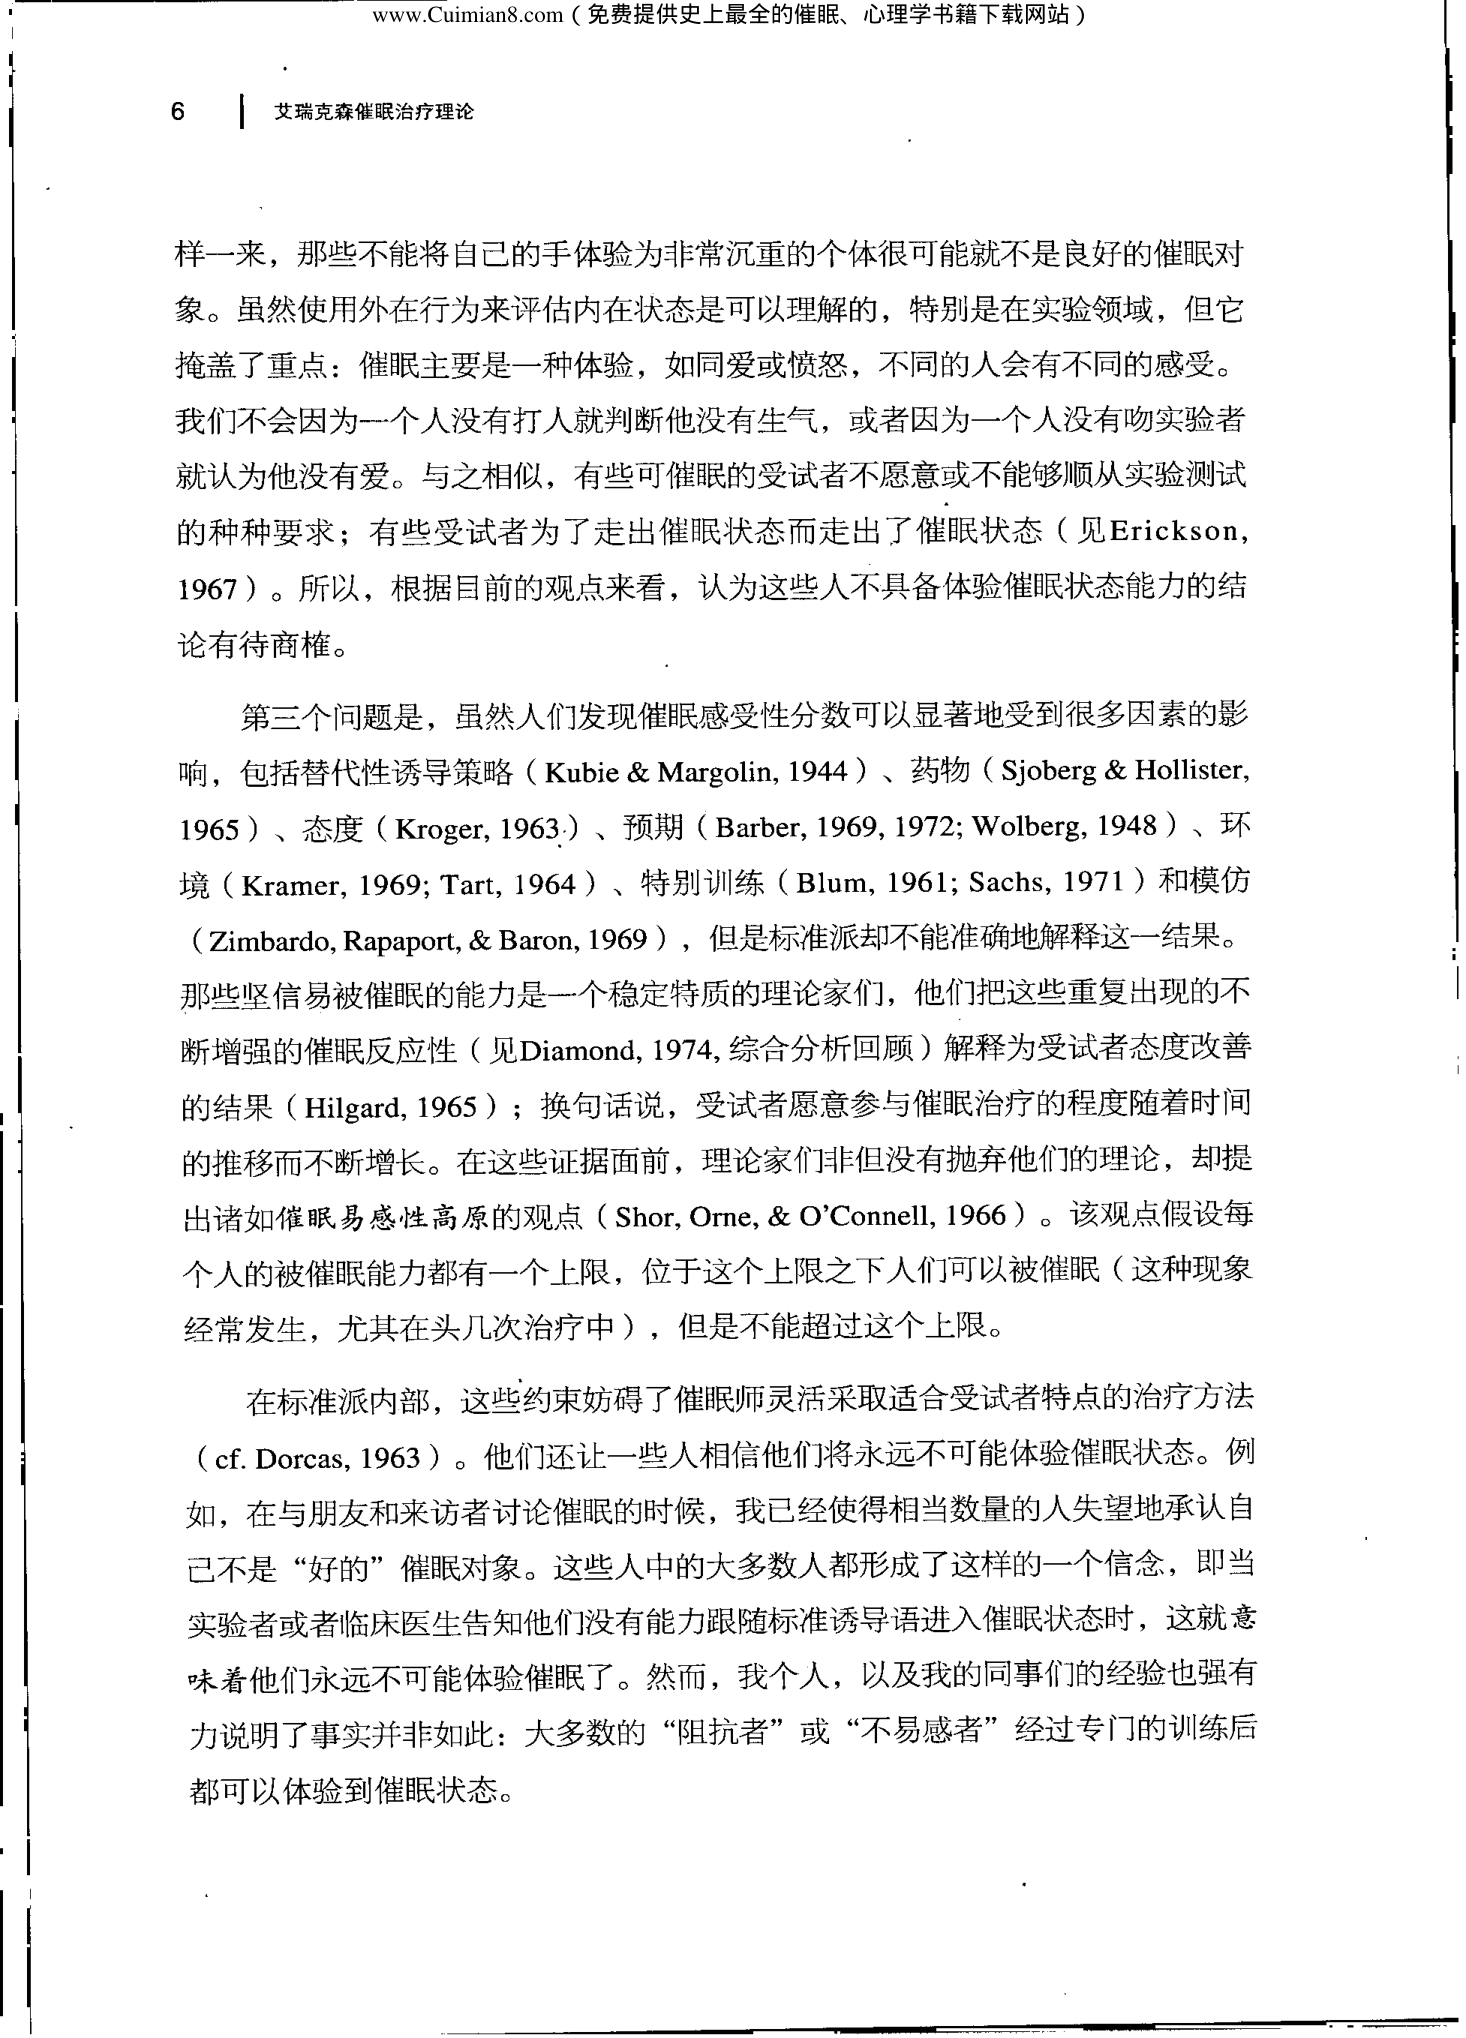 www.Cuimian8.com（免费提供史上最全的催眠、心理学书籍下载网站）
6 艾瑞克森催眠治疗理论
样一来，那些不能将自己的手体验为非常沉重的个体很可能就不是良好的催眠对
象。虽然使用外在行为来评估内在状态是可以理解的，特别是在实验领域，但它
掩盖了重点：催眠主要是一种体验，如同爱或愤怒，不同的人会有不同的感受。
我们不会因为一个人没有打人就判断他没有生气，或者因为一个人没有吻实验者
就认为他没有爱。与之相似，有些可催眠的受试者不愿意或不能够顺从实验测试
的种种要求；有些受试者为了走出催眠状态而走出了催眠状态（见Erickson,
1967）。所以，根据目前的观点来看，认为这些人不具备体验催眠状态能力的结
论有待商榷。
第三个问题是，虽然人们发现催眠感受性分数可以显著地受到很多因素的影
响，包括替代性诱导策略（Kubie & Margolin, 1944）、药物（Sjoberg & Hollister,
1965）、态度（Kroger, 1963）、预期（Barber, 1969, 1972; Wolberg, 1948）、环
境（Kramer, 1969; Tart, 1964）、特别训练（Blum, 1961; Sachs, 1971）和模仿
（Zimbardo, Rapaport, & Baron, 1969），但是标准派却不能准确地解释这一结果。
那些坚信易被催眠的能力是一个稳定特质的理论家们，他们把这些重复出现的不
断增强的催眠反应性（见Diamond, 1974, 综合分析回顾）解释为受试者态度改善
的结果（Hilgard, 1965）；换句话说，受试者愿意参与催眠治疗的程度随着时间
的推移而不断增长。在这些证据面前，理论家们非但没有抛弃他们的理论，却提
出诸如催眠易感性高原的观点（Shor, Orne, & O'Connell, 1966）。该观点假设每
个人的被催眠能力都有一个上限，位于这个上限之下人们可以被催眠（这种现象
经常发生，尤其在头几次治疗中），但是不能超过这个上限。
在标准派内部，这些约束妨碍了催眠师灵活采取适合受试者特点的治疗方法
（cf. Dorcas, 1963）。他们还让一些人相信他们将永远不可能体验催眠状态。例
如，在与朋友和来访者讨论催眠的时候，我已经使得相当数量的人失望地承认自
己不是“好的”催眠对象。这些人中的大多数人都形成了这样的一个信念，即当
实验者或者临床医生告知他们没有能力跟随标准诱导语进入催眠状态时，这就意
味着他们永远不可能体验催眠了。然而，我个人，以及我的同事们的经验也强有
力说明了事实并非如此：大多数的“阻抗者”或“不易感者”经过专门的训练后
都可以体验到催眠状态。